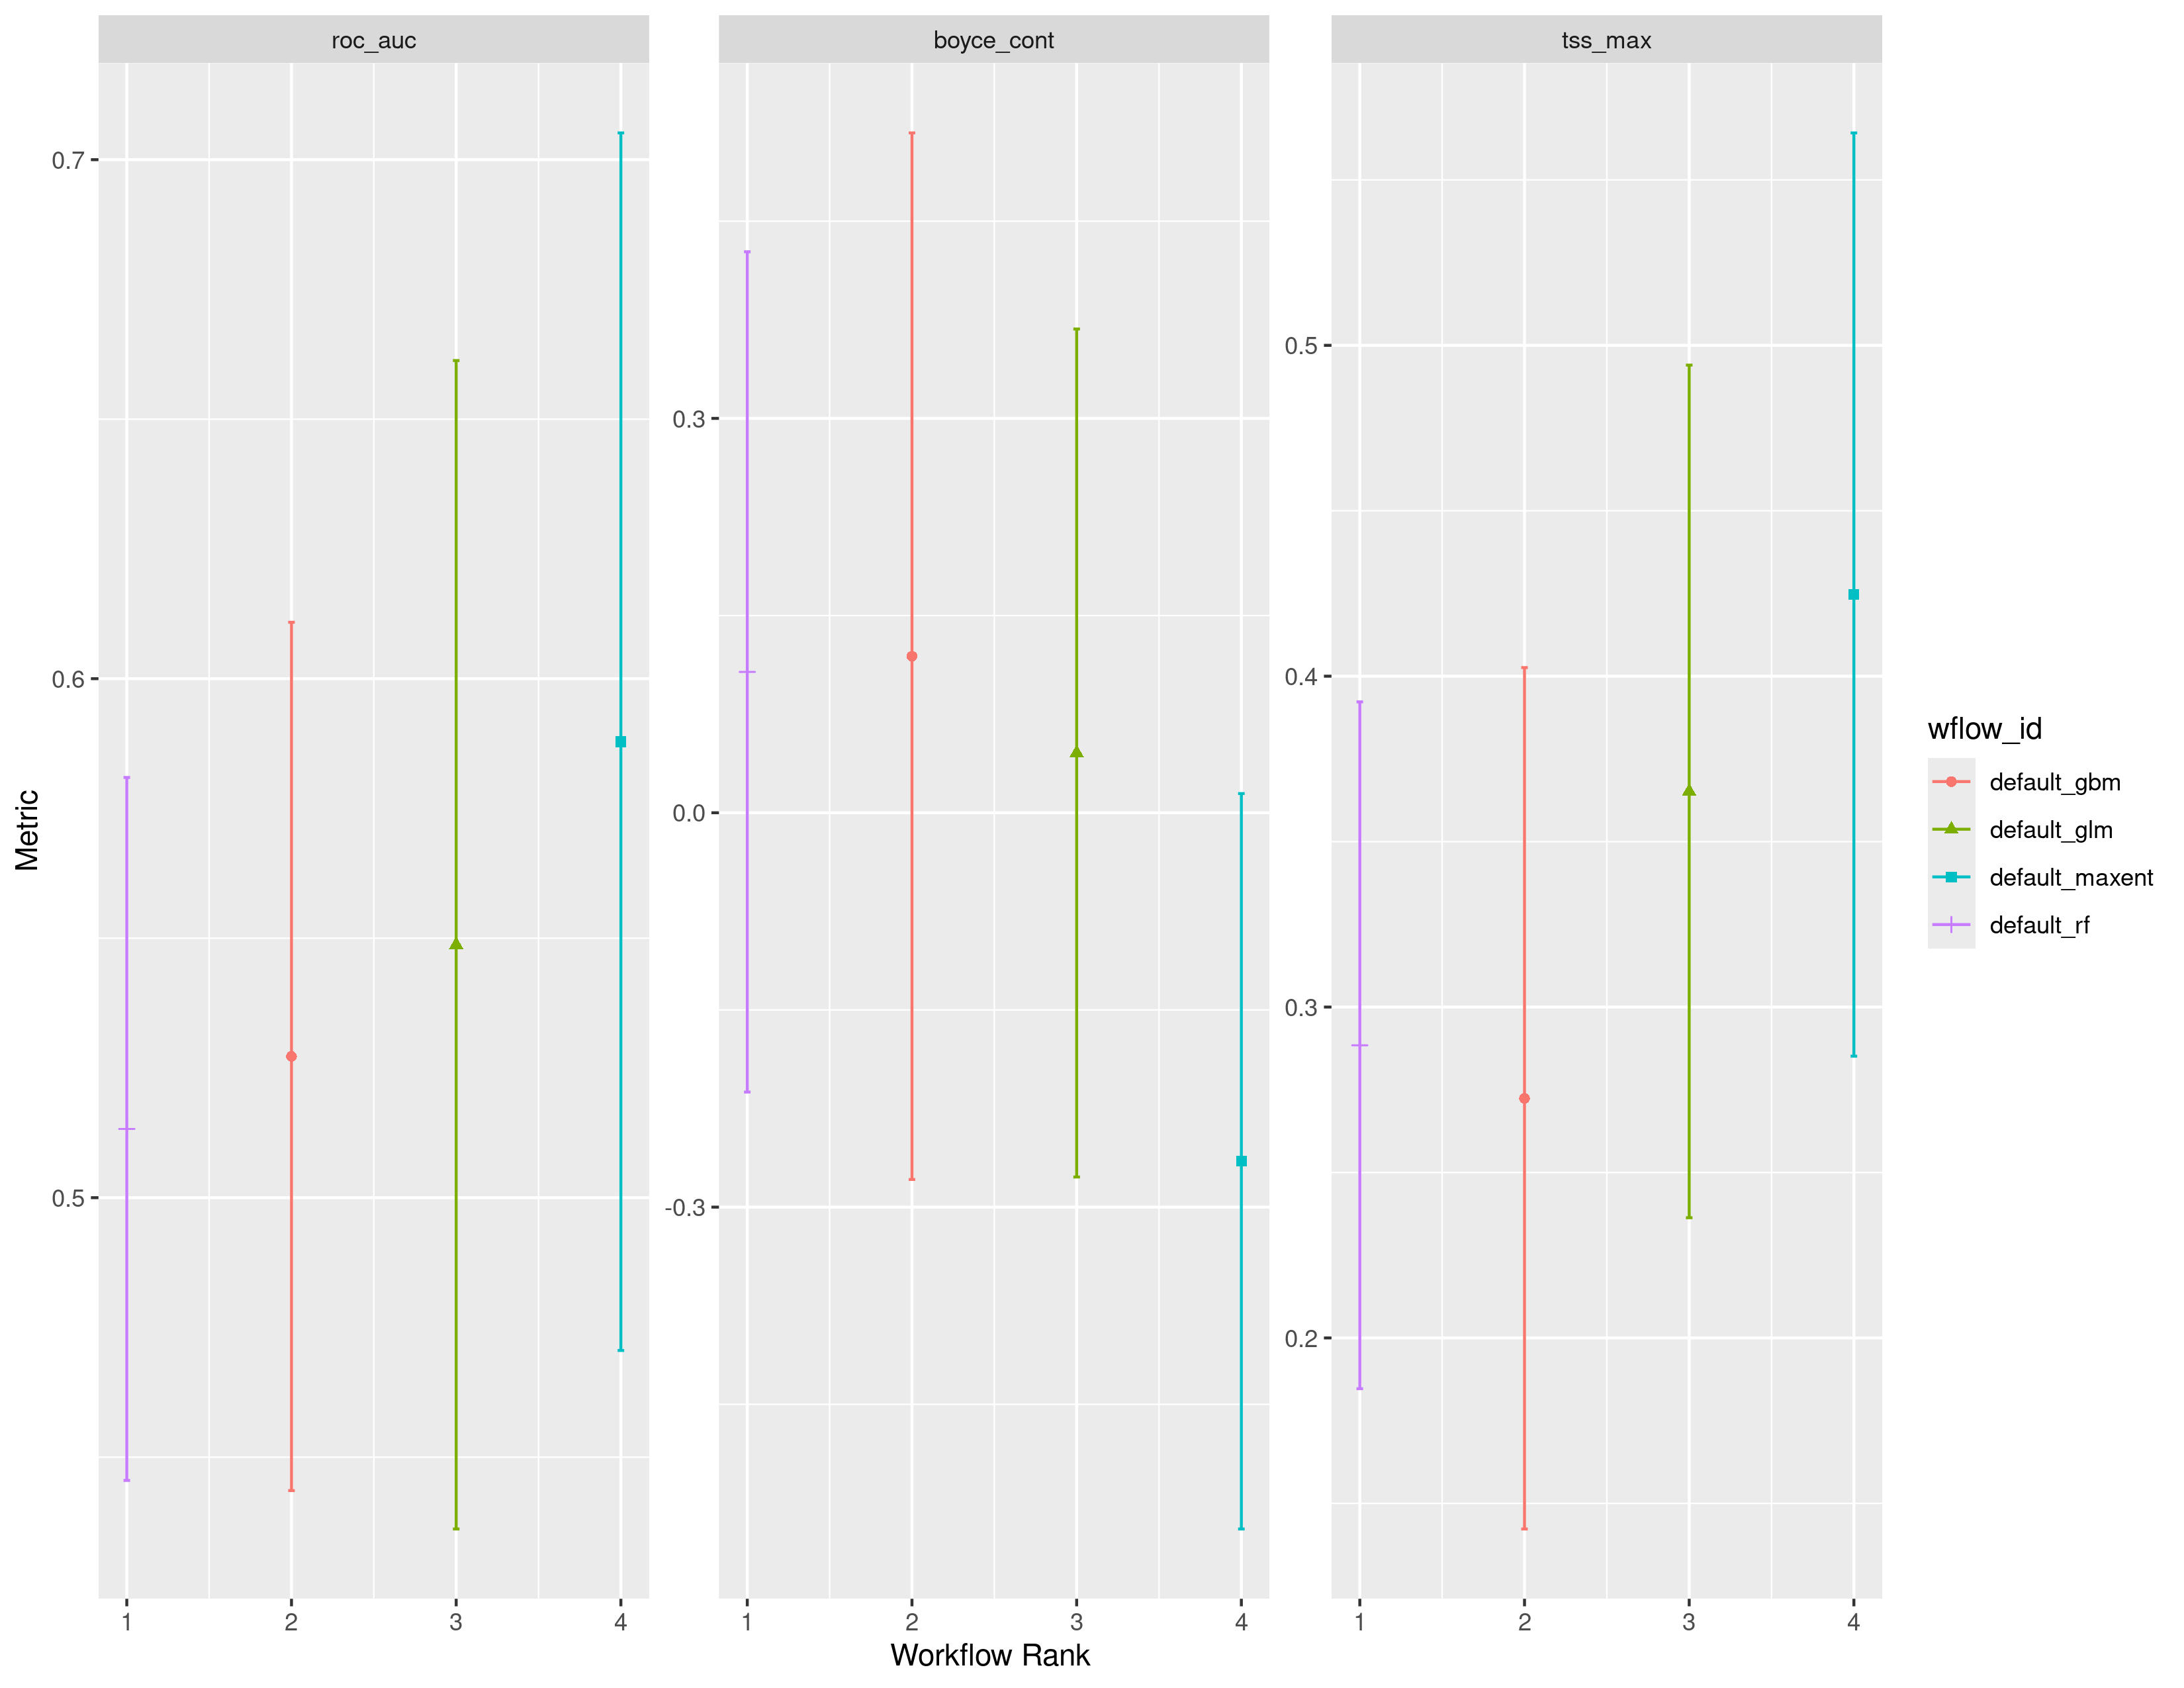 roc_auc
boyce_cont
tss_max
Metric
0.7
0.6
0.5
0.3
0.0
-0.3
0.5
0.4
0.3
0.2
1 2 3 4
1 2 3 4
1 2 3 4
Workflow Rank
wflow_id
default_gbm
default_glm
default_maxent
default_rf